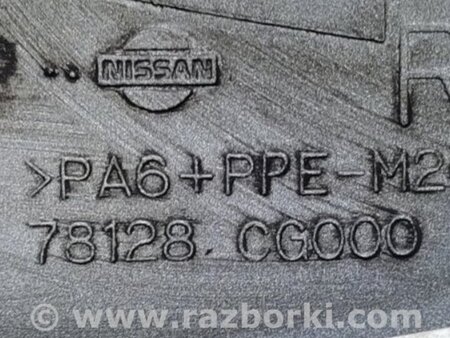 NISSAN
R
>PA6+PPE-M2
78128 CG000
© www.razborki.com